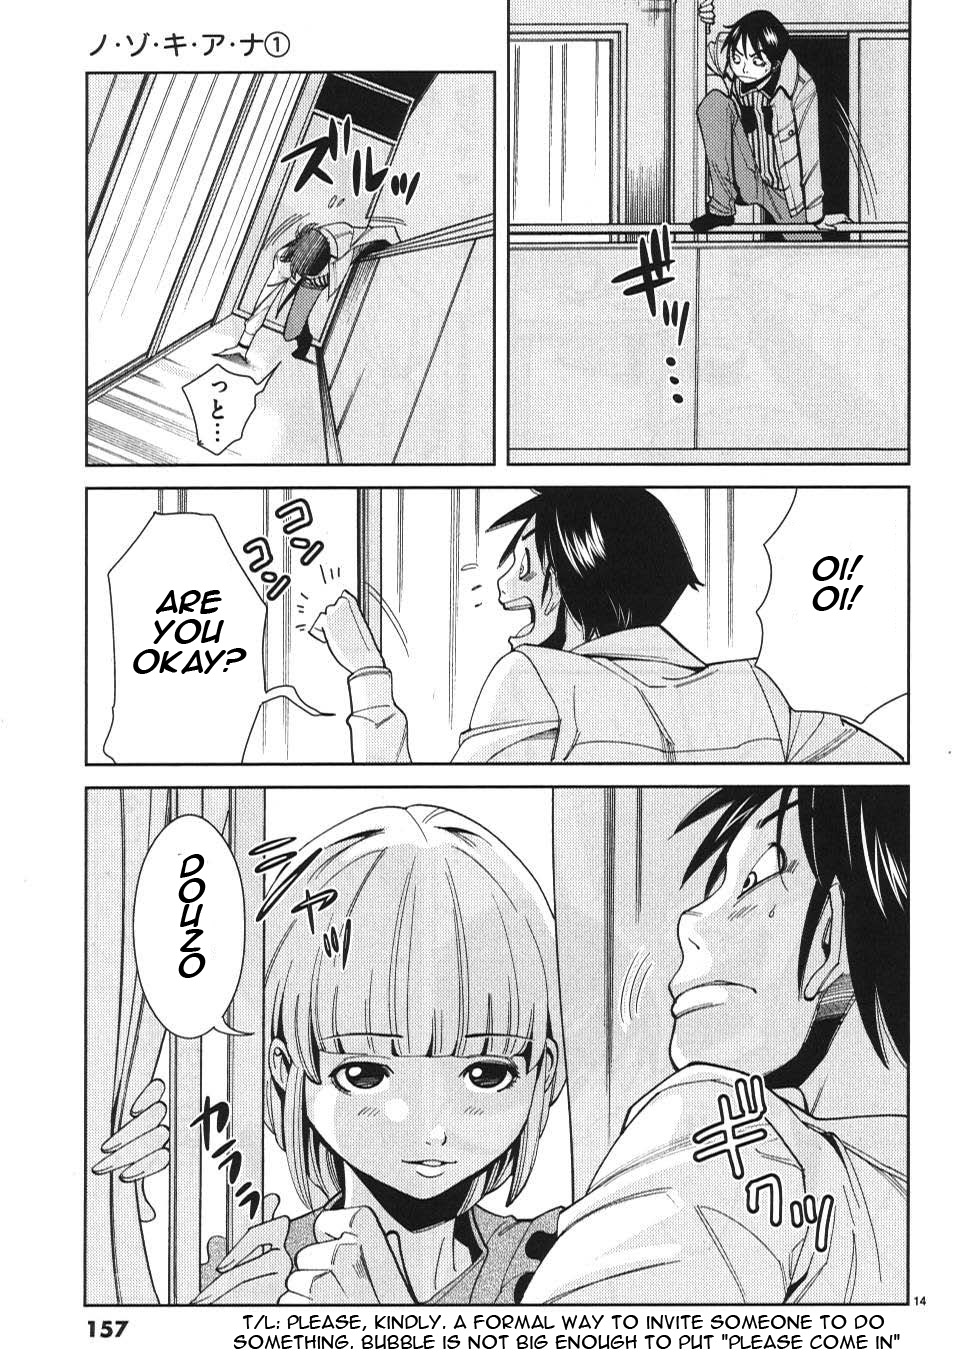 ノ・ゾ・キ・ア・ナ①
ギッ…
ズルッ
っと…
OI!
OI!
コンコン
ARE
YOU
OKAY?
DOUZO
シャッ
カララ
ギクッ
14
157
T/L: PLEASE, KINDLY. A FORMAL WAY TO INVITE SOMEONE TO DO
SOMETHING. BUBBLE IS NOT BIG ENOUGH TO PUT "PLEASE COME IN"